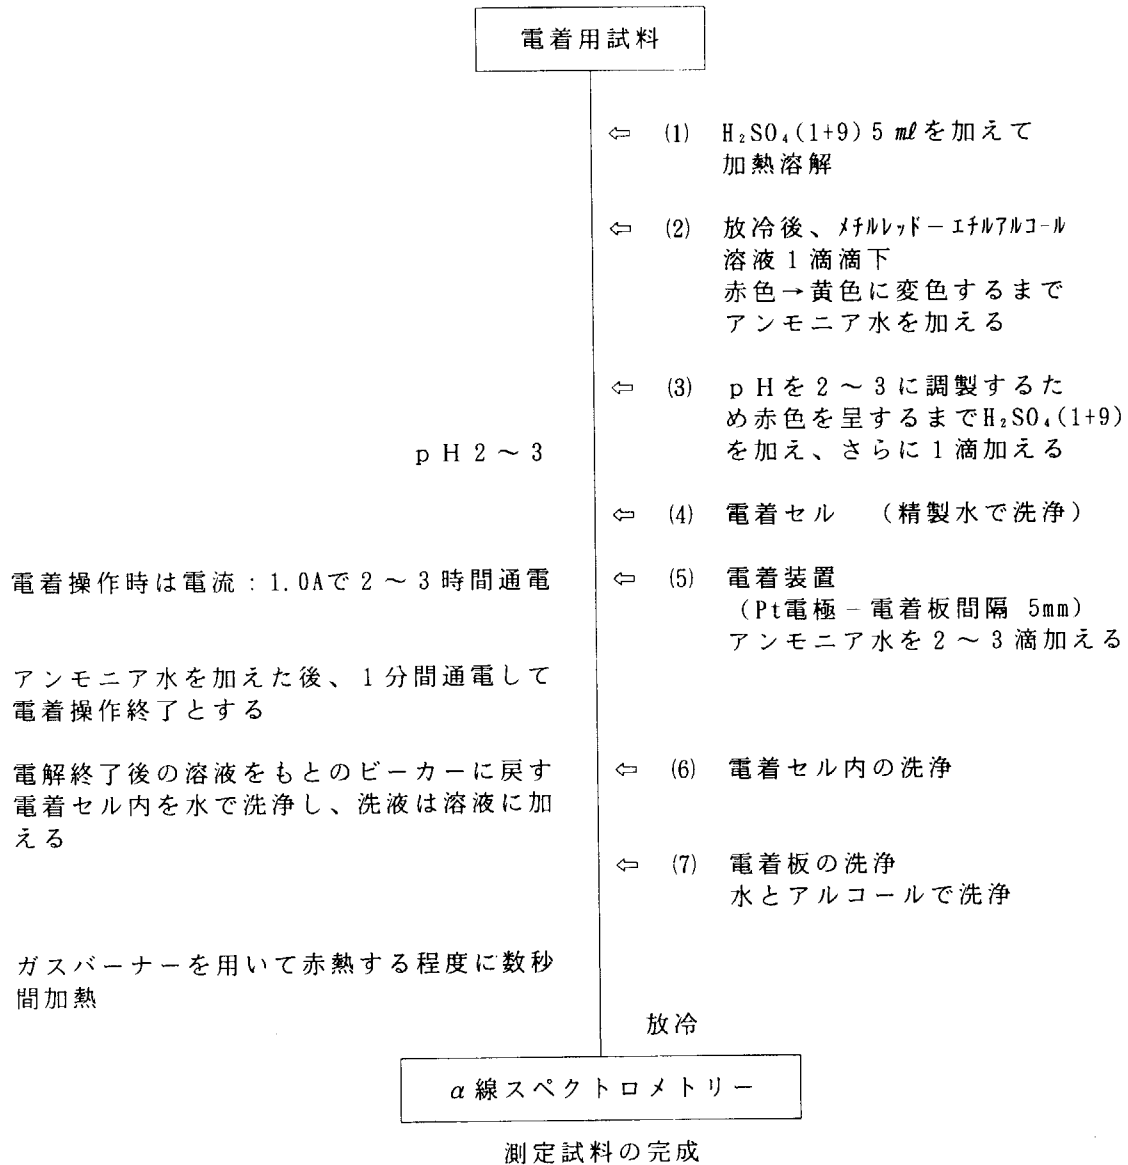 電着用試料
⇦ (1) H₂SO₄(1+9) 5 mlを加えて
加熱溶解
⇦ (2) 放冷後、メチルレッド－エチルアルコール
溶液1滴滴下
赤色→黄色に変色するまで
アンモニア水を加える
⇦ (3) pHを2～3に調製するた
め赤色を呈するまでH₂SO₄(1+9)
を加え、さらに1滴加える
pH2～3
⇦ (4) 電着セル （精製水で洗浄）
電着操作時は電流：1.0Aで2～3時間通電
⇦ (5) 電着装置
（Pt電極－電着板間隔 5mm）
アンモニア水を2～3滴加える
アンモニア水を加えた後、1分間通電して
電着操作終了とする
電解終了後の溶液をもとのビーカーに戻す
電着セル内を水で洗浄し、洗液は溶液に加
える
⇦ (6) 電着セル内の洗浄
⇦ (7) 電着板の洗浄
水とアルコールで洗浄
ガスバーナーを用いて赤熱する程度に数秒
間加熱
放冷
α線スペクトロメトリー
測定試料の完成